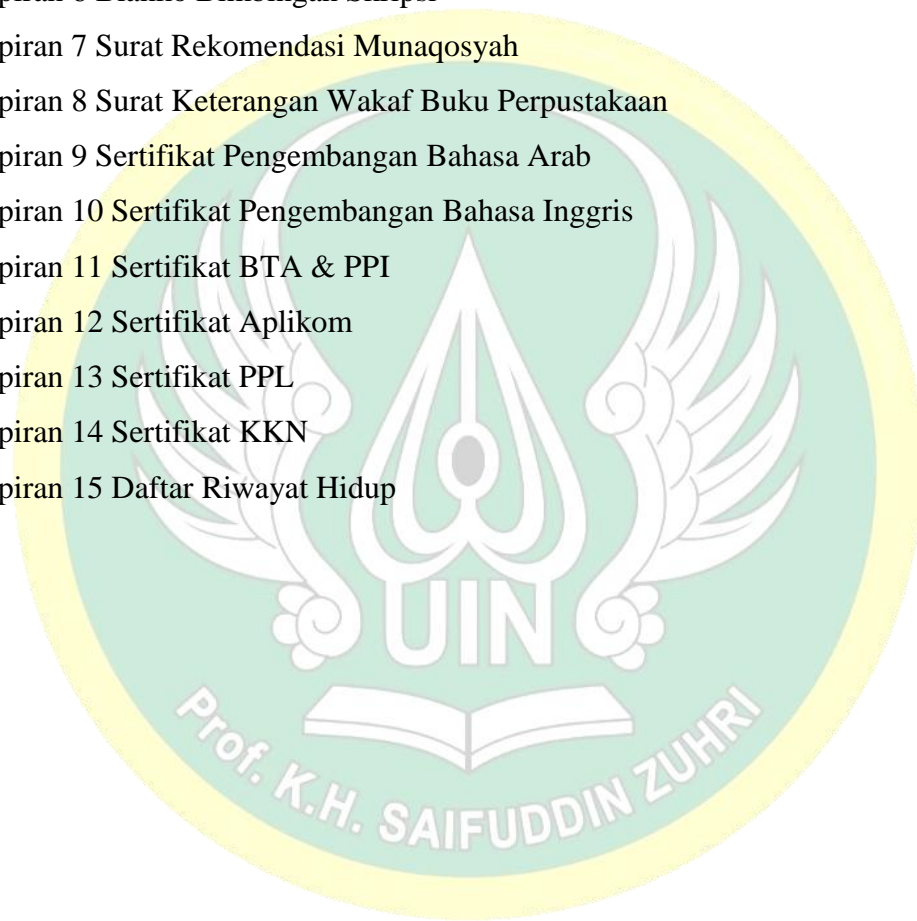 piran 7 Surat Rekomendasi Munaqosyah
piran 8 Surat Keterangan Wakaf Buku Perpustakaan
piran 9 Sertifikat Pengembangan Bahasa Arab
piran 10 Sertifikat Pengembangan Bahasa Inggris
piran 11 Sertifikat BTA & PPI
piran 12 Sertifikat Aplikom
piran 13 Sertifikat PPL
piran 14 Sertifikat KKN
piran 15 Daftar Riwayat Hidup
UIN
Prof. K.H. SAIFUDDIN ZUHRI